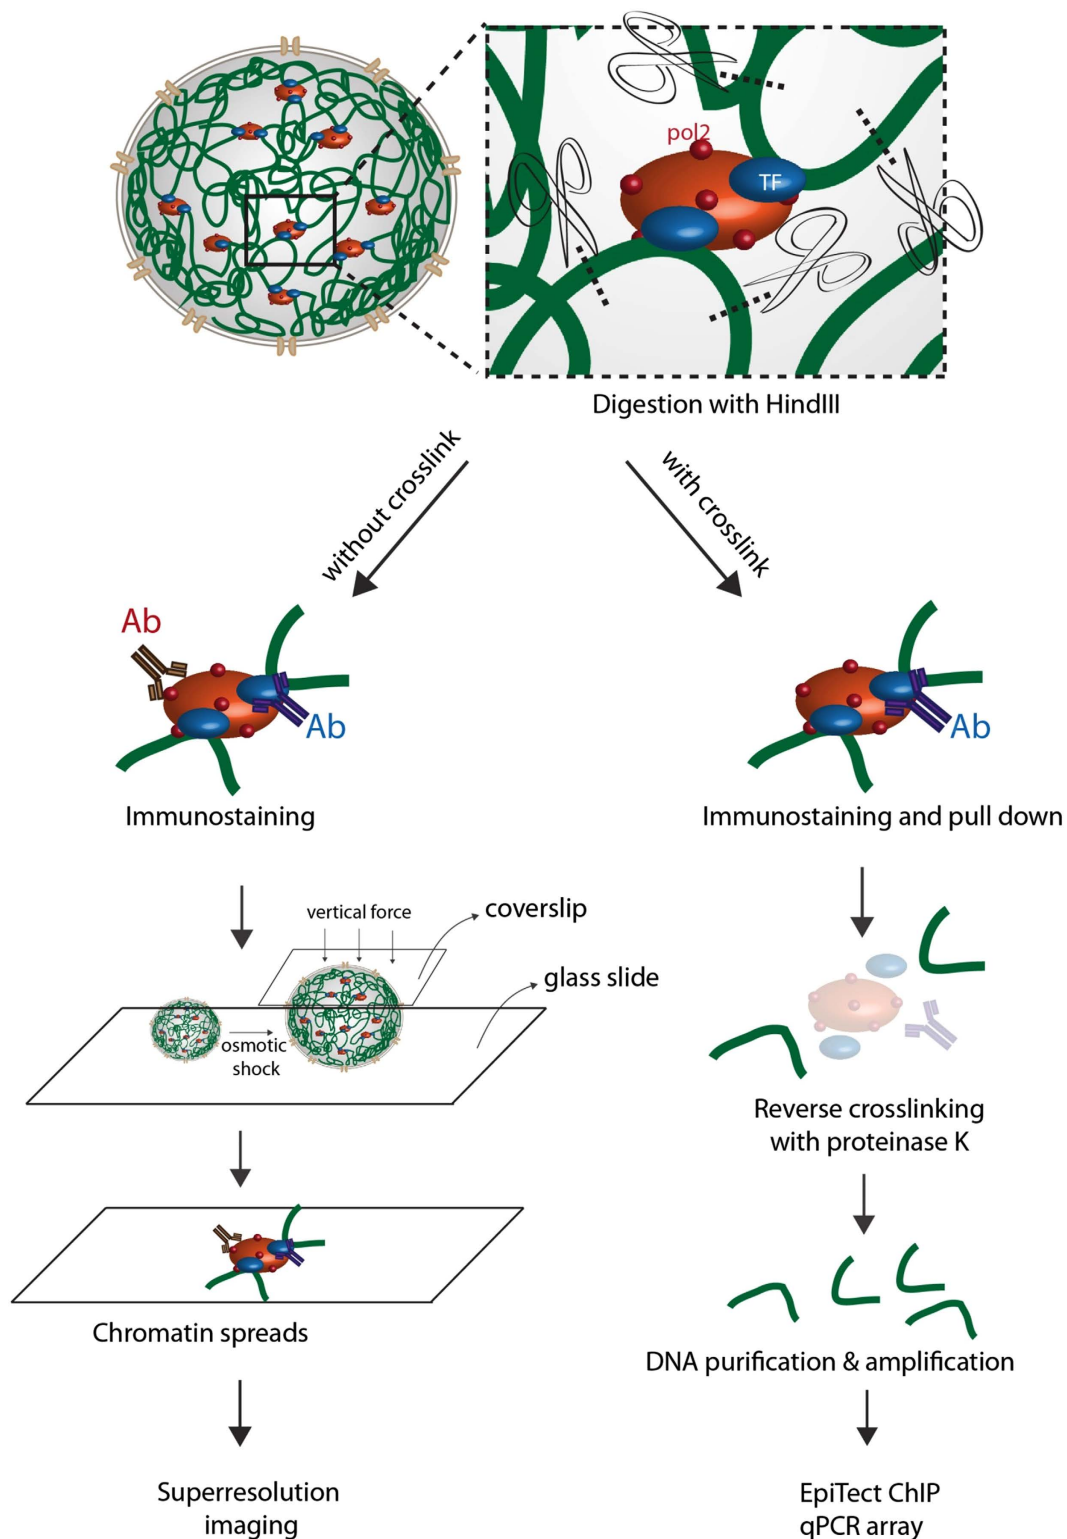 pol2
TF
Digestion with HindIII
without crosslink
with crosslink
Ab
Ab
Ab
Immunostaining
Immunostaining and pull down
vertical force
coverslip
glass slide
osmotic
shock
Reverse crosslinking
with proteinase K
Chromatin spreads
DNA purification & amplification
Superresolution
imaging
EpiTect ChIP
qPCR array